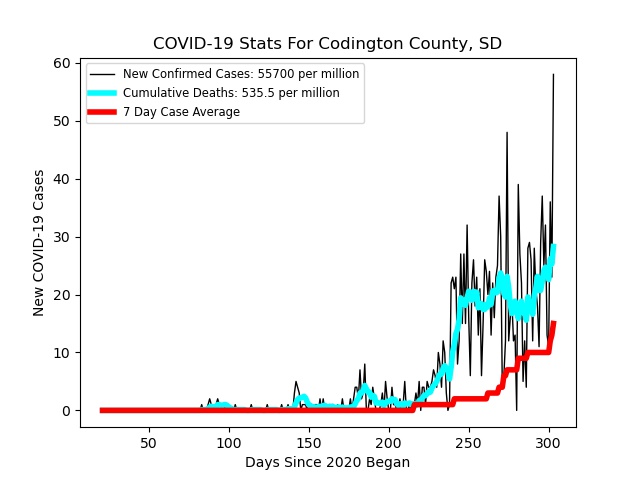 COVID-19 Stats For Codington County, SD
New Confirmed Cases: 55700 per million
Cumulative Deaths: 535.5 per million
7 Day Case Average
60
50
40
30
20
10
0
New COVID-19 Cases
50 100 150 200 250 300
Days Since 2020 Began